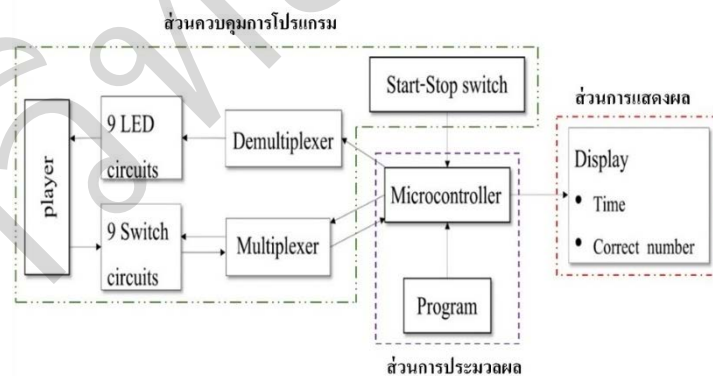 ส่วนควบคุมการโปรแกรม
Start-Stop switch
ส่วนการแสดงผล
player
9 LED
circuits
Demultiplexer
Microcontroller
Display
• Time
• Correct number
9 Switch
circuits
Multiplexer
Program
ส่วนการประมวลผล